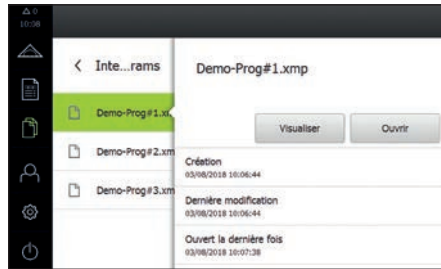 0
10:08
Inte...rams
Demo-Prog#1.xmp
Demo-Prog#1.x
Visualiser
Ouvrir
Demo-Prog#2.xm
Création
03/08/2018 10:06:44
Demo-Prog#3.xm
Dernière modification
03/08/2018 10:06:44
Ouvert la dernière fois
03/08/2018 10:07:38